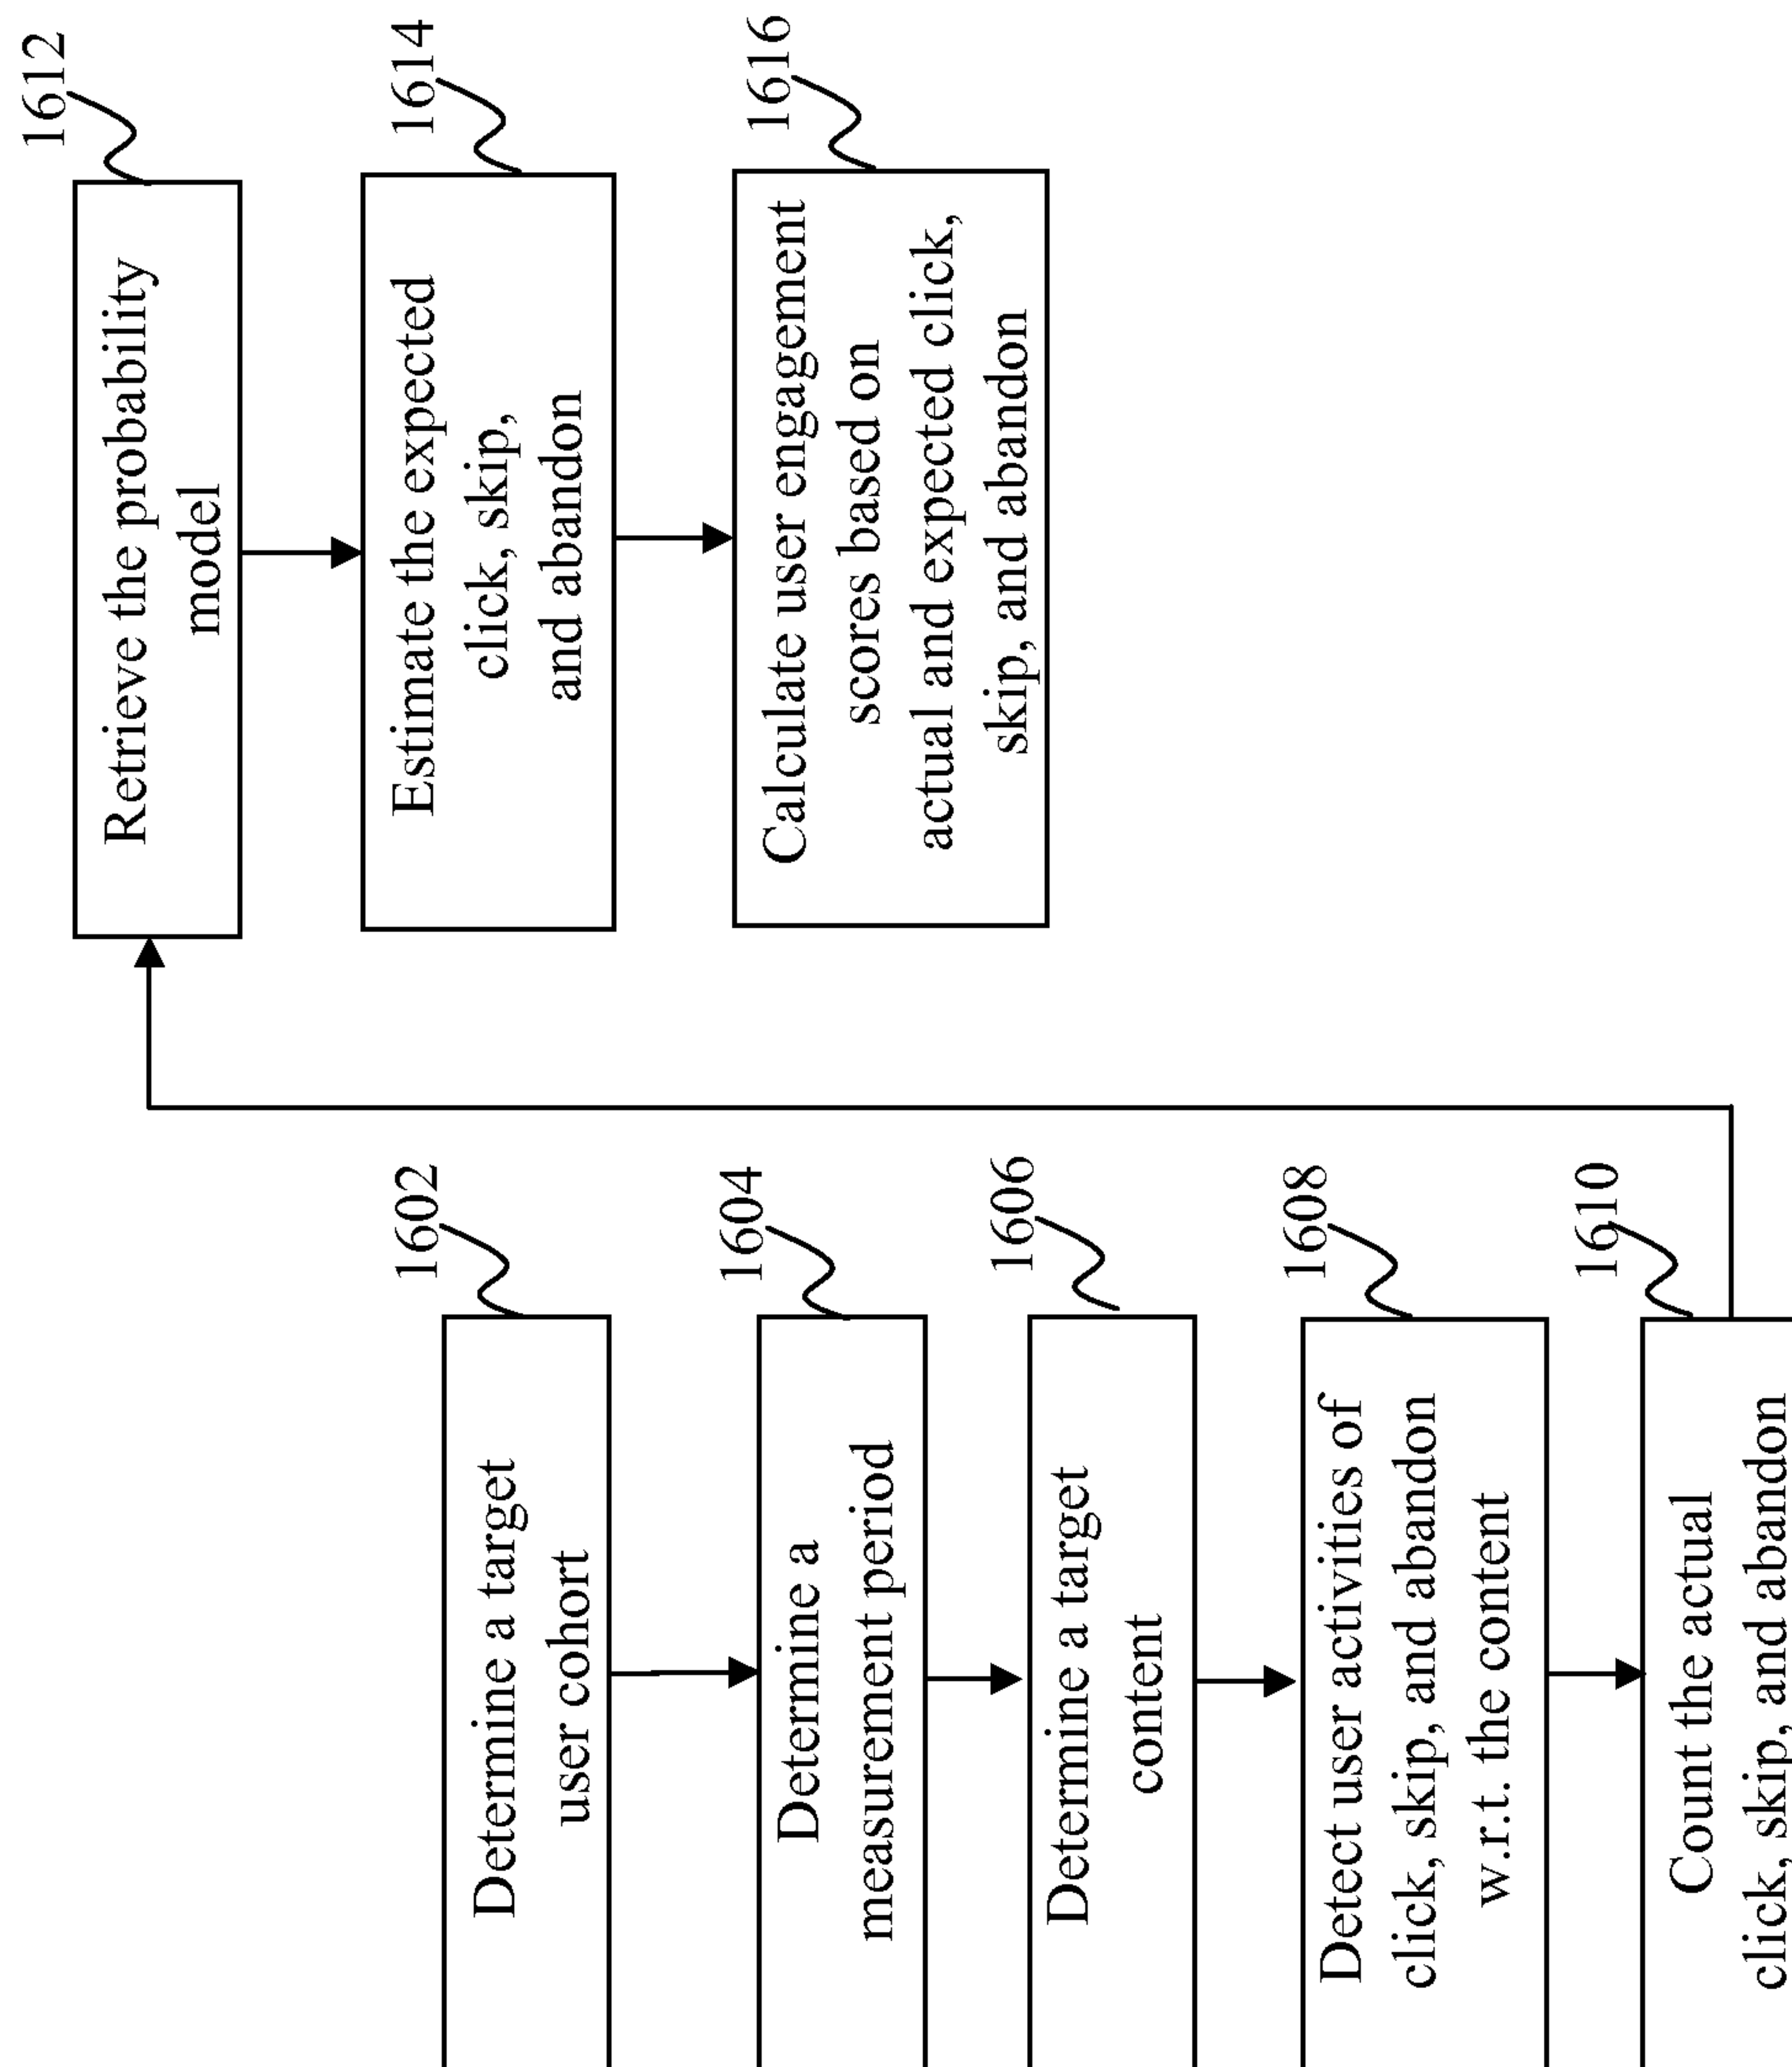 1602
Determine a target
user cohort
1604
Determine a
measurement period
1606
Determine a target
content
1608
Detect user activities of
click, skip, and abandon
w.r.t. the content
1610
Count the actual
click, skip, and abandon
1612
Retrieve the probability
model
1614
Estimate the expected
click, skip,
and abandon
1616
Calculate user engagement
scores based on
actual and expected click,
skip, and abandon